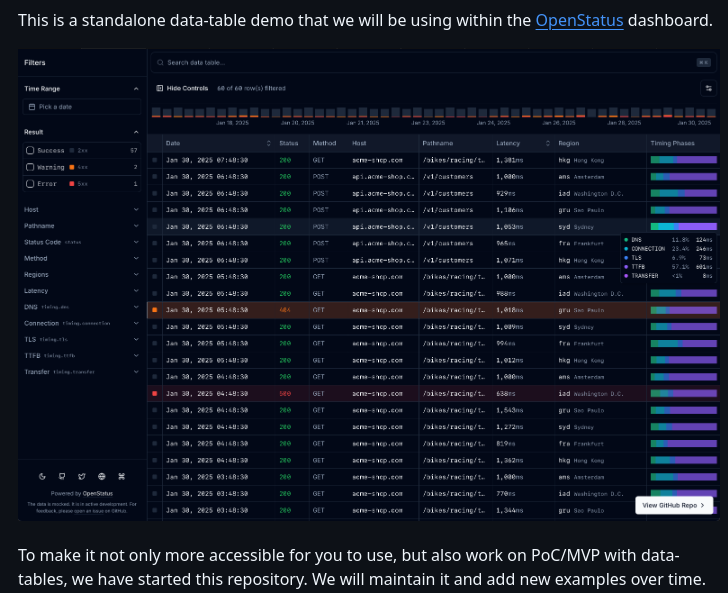 This is a standalone data-table demo that we will be using within the OpenStatus dashboard.
Filters
Search data table...
Time Range
Hide Controls 60 of 60 row(s) filtered
Pick a date
Result
Jan 19, 2025 Jan 20, 2025 Jan 21, 2025 Jan 23, 2025 Jan 24, 2025 Jan 26, 2025 Jan 28, 2025 Jan 30, 2025
Date Status Method Host Pathname Latency Region Timing Phases
Success 2xx 57
Warning 4xx 2
Error 5xx 1
Host
Pathname
Status Code status
Method
Regions
Latency
DNS timing.dns
Connection timing.connection
TLS timing.tls
TTFB timing.ttfb
Transfer timing.transfer
Jan 30, 2025 07:48:30 200 GET acme-shop.com /bikes/racing/t… 1,301ms hkg Hong Kong
Jan 30, 2025 06:48:30 200 POST api.acme-shop.c… /v1/customers 1,000ms ams Amsterdam
Jan 30, 2025 06:48:30 200 POST api.acme-shop.c… /v1/customers 929ms iad Washington D.C.
Jan 30, 2025 06:48:30 200 POST api.acme-shop.c… /v1/customers 1,186ms gru Sao Paulo
Jan 30, 2025 06:48:30 200 POST api.acme-shop.c… /v1/customers 1,053ms syd Sydney
Jan 30, 2025 06:48:30 200 POST api.acme-shop.c… /v1/customers 965ms fra Frankfurt
Jan 30, 2025 06:48:30 200 POST api.acme-shop.c… /v1/customers 1,071ms hkg Hong Kong
DNS 11.8% 124ms
CONNECTION 23.4% 246ms
TLS 6.9% 73ms
TTFB 57.1% 601ms
TRANSFER <1% 8ms
Jan 30, 2025 05:48:30 200 GET acme-shop.com /bikes/racing/t… 1,000ms ams Amsterdam
Jan 30, 2025 05:48:30 200 GET acme-shop.com /bikes/racing/t… 988ms iad Washington D.C.
Jan 30, 2025 05:48:30 404 GET acme-shop.com /bikes/racing/t… 1,018ms gru Sao Paulo
Jan 30, 2025 05:48:30 200 GET acme-shop.com /bikes/racing/t… 1,009ms syd Sydney
Jan 30, 2025 05:48:30 200 GET acme-shop.com /bikes/racing/t… 994ms fra Frankfurt
Jan 30, 2025 05:48:30 200 GET acme-shop.com /bikes/racing/t… 1,012ms hkg Hong Kong
Jan 30, 2025 04:48:30 200 GET acme-shop.com /bikes/racing/t… 1,000ms ams Amsterdam
Jan 30, 2025 04:48:30 500 GET acme-shop.com /bikes/racing/t… 638ms iad Washington D.C.
Jan 30, 2025 04:48:30 200 GET acme-shop.com /bikes/racing/t… 1,543ms gru Sao Paulo
Jan 30, 2025 04:48:30 200 GET acme-shop.com /bikes/racing/t… 1,272ms syd Sydney
Jan 30, 2025 04:48:30 200 GET acme-shop.com /bikes/racing/t… 819ms fra Frankfurt
Jan 30, 2025 04:48:30 200 GET acme-shop.com /bikes/racing/t… 1,362ms hkg Hong Kong
Jan 30, 2025 03:48:30 200 GET acme-shop.com /bikes/racing/t… 1,000ms ams Amsterdam
Jan 30, 2025 03:48:30 200 GET acme-shop.com /bikes/racing/t… 770ms iad Washington D.C.
Jan 30, 2025 03:48:30 200 GET acme-shop.com /bikes/racing/t… 1,344ms gru Sao Paulo
Powered by OpenStatus
The data is mocked. It is in active development. For
feedback, please open an issue on GitHub.
View GitHub Repo
To make it not only more accessible for you to use, but also work on PoC/MVP with data-
tables, we have started this repository. We will maintain it and add new examples over time.